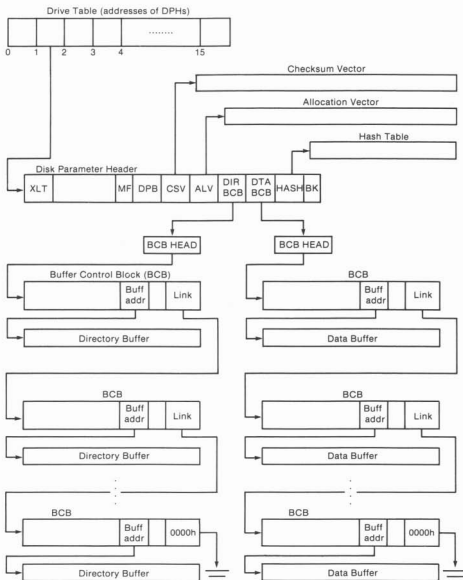 Drive Table (addresses of DPHs)
........
0 1 2 3 4 15
Checksum Vector
Allocation Vector
Hash Table
Disk Parameter Header
XLT MF DPB CSV ALV DIR BCB DTA BCB HASH BK
BCB HEAD BCB HEAD
Buffer Control Block (BCB) BCB
Buff addr Link Buff addr Link
Directory Buffer Data Buffer
BCB BCB
Buff addr Link Buff addr Link
Directory Buffer Data Buffer
BCB BCB
Buff addr 0000h Buff addr 0000h
Directory Buffer Data Buffer